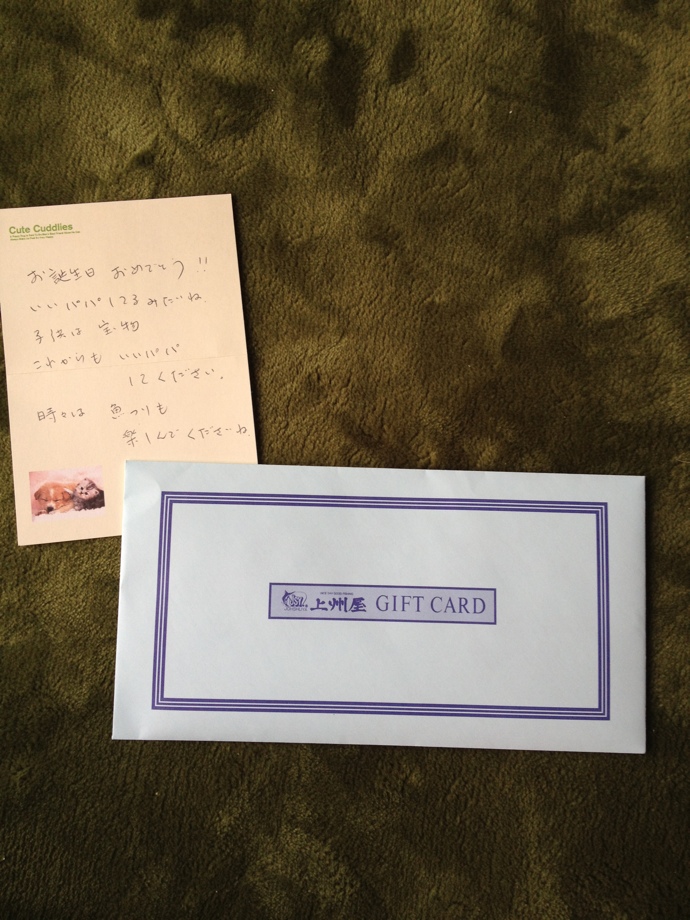 Cute Cuddlies
お誕生日 おめでとう!!
いいパパしてるみたいね
子供は宝物
これからも いいパパ
してください。
時々は 魚つりも
楽しんでくださいね
上州屋 GIFT CARD